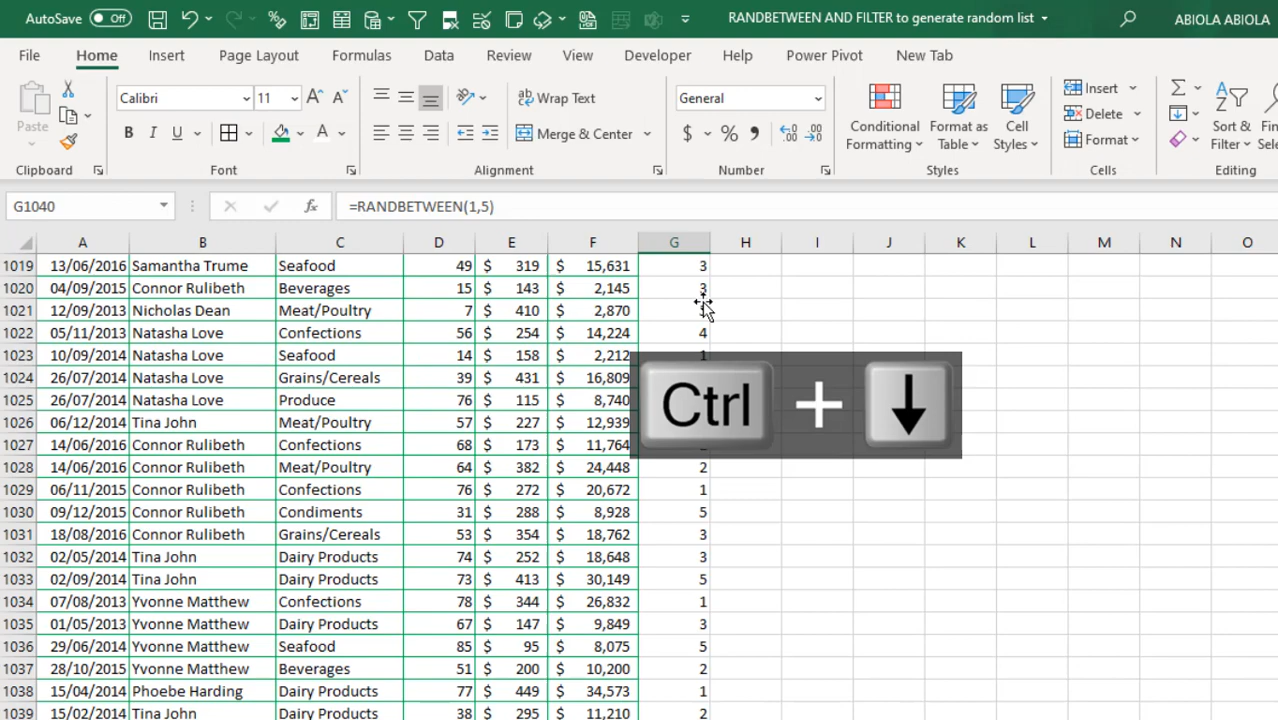 AutoSave Off RANDBETWEEN AND FILTER to generate random list ABIOLA ABIOLA
File Home Insert Page Layout Formulas Data Review View Developer Help Power Pivot New Tab
Paste Calibri 11 Wrap Text General Conditional Formatting Format as Table Cell Styles Insert Sort & Filter
B I U Merge & Center $ % Delete
Format
Clipboard Font Alignment Number Styles Cells Editing
G1040 fx =RANDBETWEEN(1,5)
A B C D E F G H I J K L M N O
1019 13/06/2016 Samantha Trume Seafood 49 $ 319 $ 15,631 3
1020 04/09/2015 Connor Rulibeth Beverages 15 $ 143 $ 2,145 3
1021 12/09/2013 Nicholas Dean Meat/Poultry 7 $ 410 $ 2,870
1022 05/11/2013 Natasha Love Confections 56 $ 254 $ 14,224 4
1023 10/09/2014 Natasha Love Seafood 14 $ 158 $ 2,212 1
1024 26/07/2014 Natasha Love Grains/Cereals 39 $ 431 $ 16,809
1025 26/07/2014 Natasha Love Produce 76 $ 115 $ 8,740
1026 06/12/2014 Tina John Meat/Poultry 57 $ 227 $ 12,939
1027 14/06/2016 Connor Rulibeth Confections 68 $ 173 $ 11,764
Ctrl + ↓
1028 14/06/2016 Connor Rulibeth Meat/Poultry 64 $ 382 $ 24,448 2
1029 06/11/2015 Connor Rulibeth Confections 76 $ 272 $ 20,672 1
1030 09/12/2015 Connor Rulibeth Condiments 31 $ 288 $ 8,928 5
1031 18/08/2016 Connor Rulibeth Grains/Cereals 53 $ 354 $ 18,762 3
1032 02/05/2014 Tina John Dairy Products 74 $ 252 $ 18,648 3
1033 02/09/2014 Tina John Dairy Products 73 $ 413 $ 30,149 5
1034 07/08/2013 Yvonne Matthew Confections 78 $ 344 $ 26,832 1
1035 01/05/2013 Yvonne Matthew Dairy Products 67 $ 147 $ 9,849 3
1036 29/06/2014 Yvonne Matthew Seafood 85 $ 95 $ 8,075 5
1037 28/10/2015 Yvonne Matthew Beverages 51 $ 200 $ 10,200 2
1038 15/04/2014 Phoebe Harding Dairy Products 77 $ 449 $ 34,573 1
1039 15/02/2014 Tina John Dairy Products 38 $ 295 $ 11,210 2